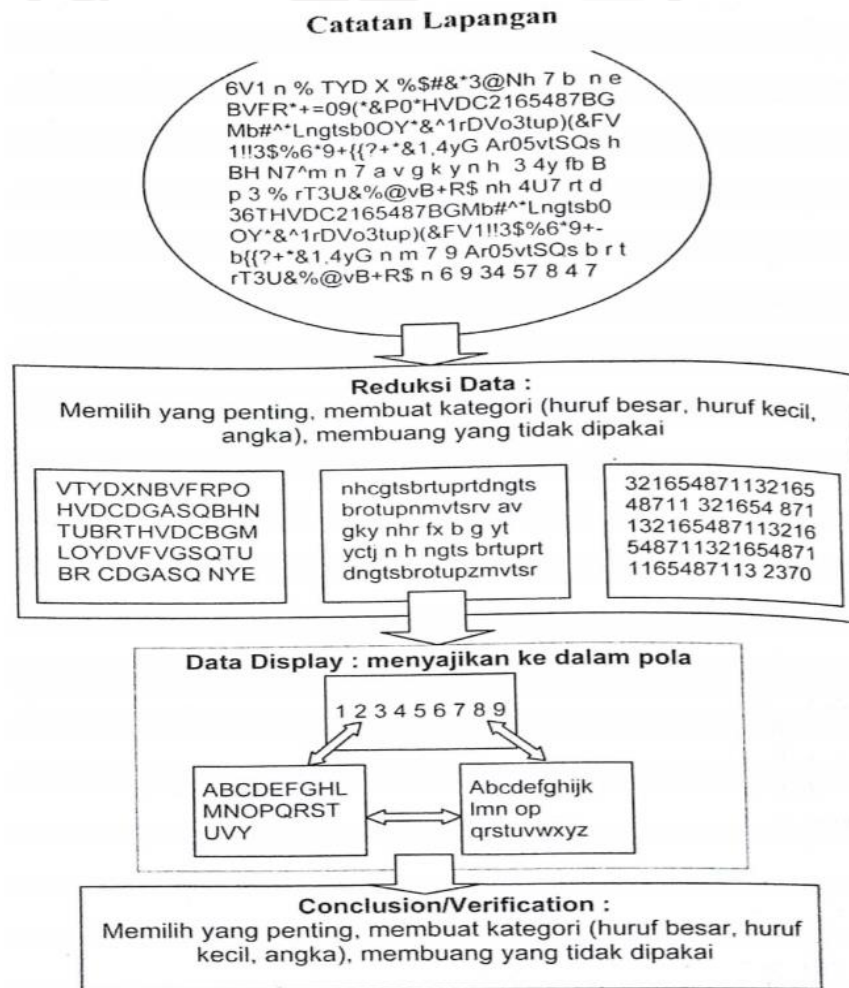 Catatan Lapangan
6V1 n % TYD X %$#&*3@Nh 7 b n e
BVFR*+=09(*&P0*HVDC2165487BG
Mb#^*Lngtsb0OY*&^1rDVo3tup)(&FV
1!!3$%6*9+{{?+*&1,4yG Ar05vtSQs h
BH N7^m n 7 a v g k y n h 3 4y fb B
p 3 % rT3U&%@vB+R$ nh 4U7 rt d
36THVDC2165487BGMb#^*Lngtsb0
OY*&^1rDVo3tup)(&FV1!!3$%6*9+-
b{{?+*&1,4yG n m 7 9 Ar05vtSQs b r t
rT3U&%@vB+R$ n 6 9 34 57 8 4 7
Reduksi Data :
Memilih yang penting, membuat kategori (huruf besar, huruf kecil,
angka), membuang yang tidak dipakai
VTYDXNBVFRPO
HVDCDGASQBHN
TUBRTHVDCBGM
LOYDVFVGSQTU
BR CDGASQ NYE
nhcgtsbrtuprtdngts
brotupnmvtsrv av
gky nhr fx b g yt
yctj n h ngts brtuprt
dngtsbrotupzmvtsr
321654871132165
48711 321654 871
132165487113216
548711321654871
1165487113 2370
Data Display : menyajikan ke dalam pola
1 2 3 4 5 6 7 8 9
ABCDEFGHL
MNOPQRST
UVY
Abcdefghijk
lmn op
qrstuvwxyz
Conclusion/Verification :
Memilih yang penting, membuat kategori (huruf besar, huruf
kecil, angka), membuang yang tidak dipakai